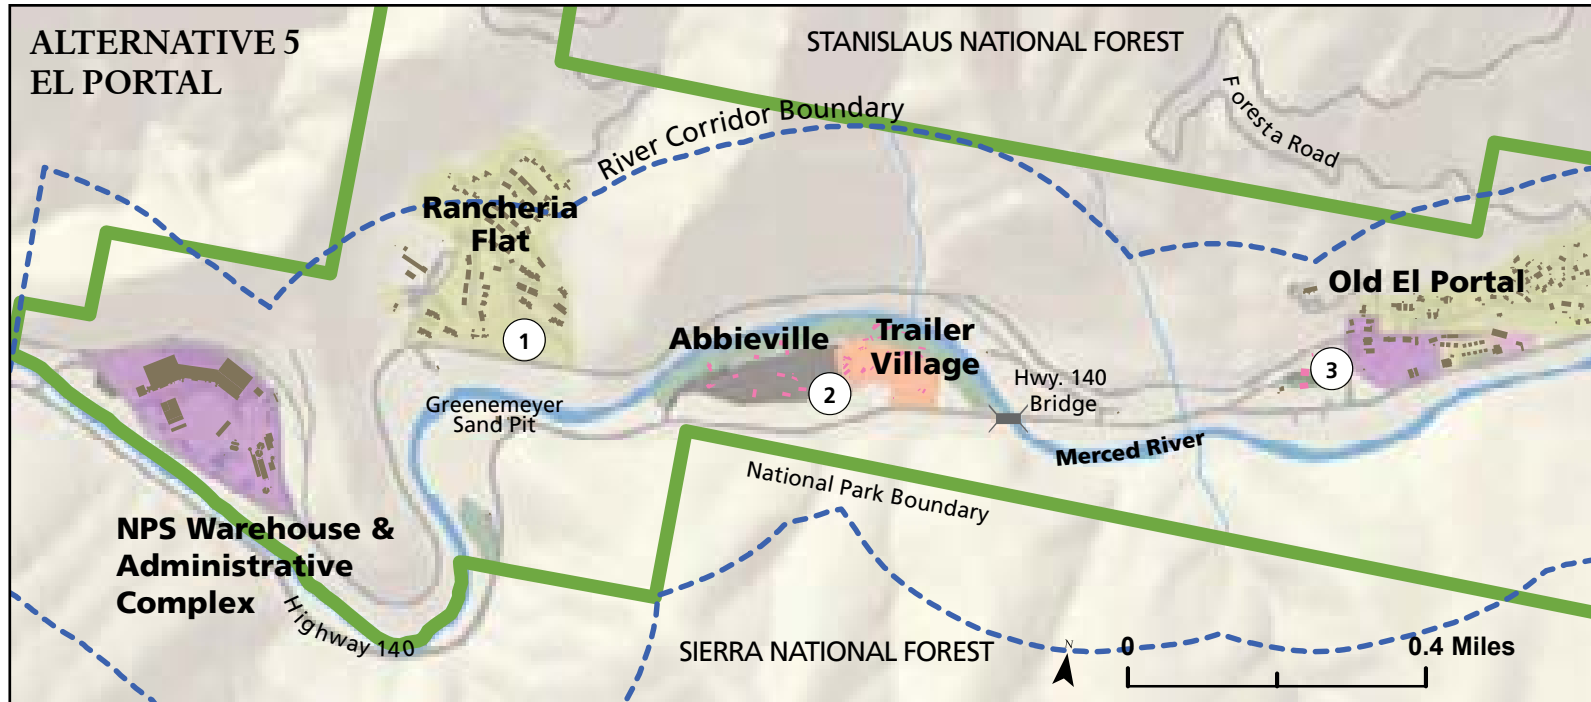 ALTERNATIVE 5
EL PORTAL
STANISLAUS NATIONAL FOREST
Foresta Road
River Corridor Boundary
Rancheria
Flat
Old El Portal
1
Abbieville
Trailer
Village
2
3
Hwy. 140
Bridge
Greenemeyer
Sand Pit
Merced River
National Park Boundary
NPS Warehouse &
Administrative
Complex
Highway 140
SIERRA NATIONAL FOREST
N
0
0.4 Miles